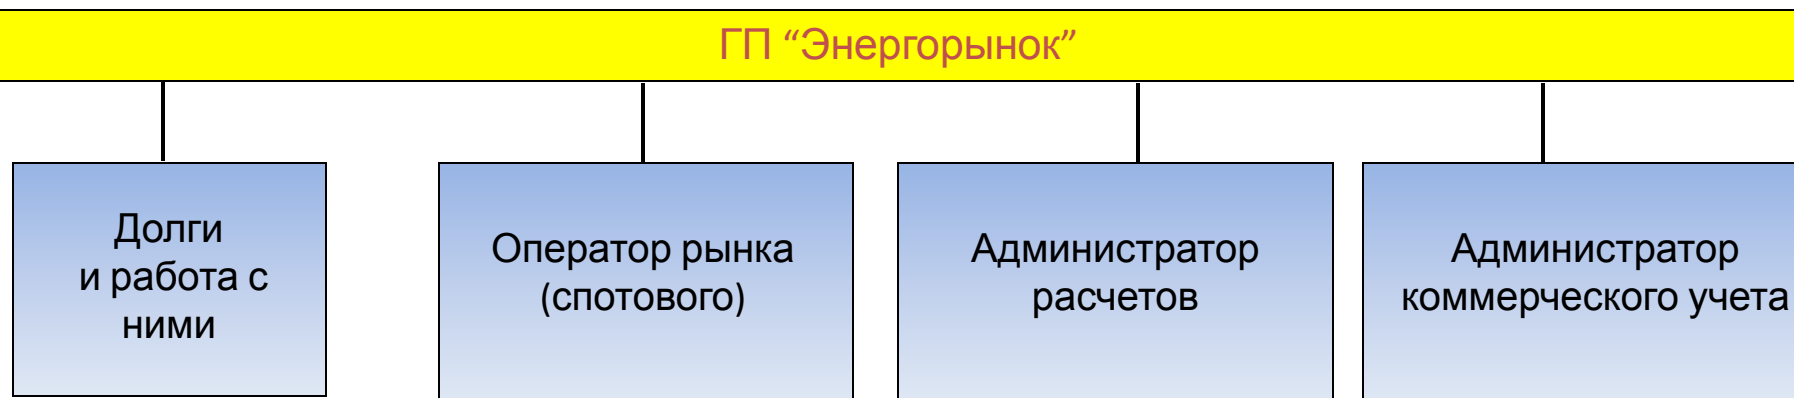 ГП “Энергорынок”
Долги
и работа с
ними
Оператор рынка
(спотового)
Администратор
расчетов
Администратор
коммерческого учета